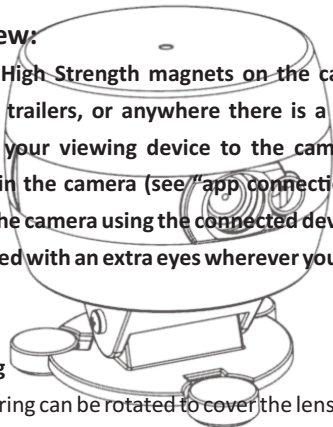 ew:
High Strength magnets on the ca
trailers, or anywhere there is a
your viewing device to the cam
in the camera (see "app connectio
he camera using the connected dev
ed with an extra eyes wherever you
g
ring can be rotated to cover the lens